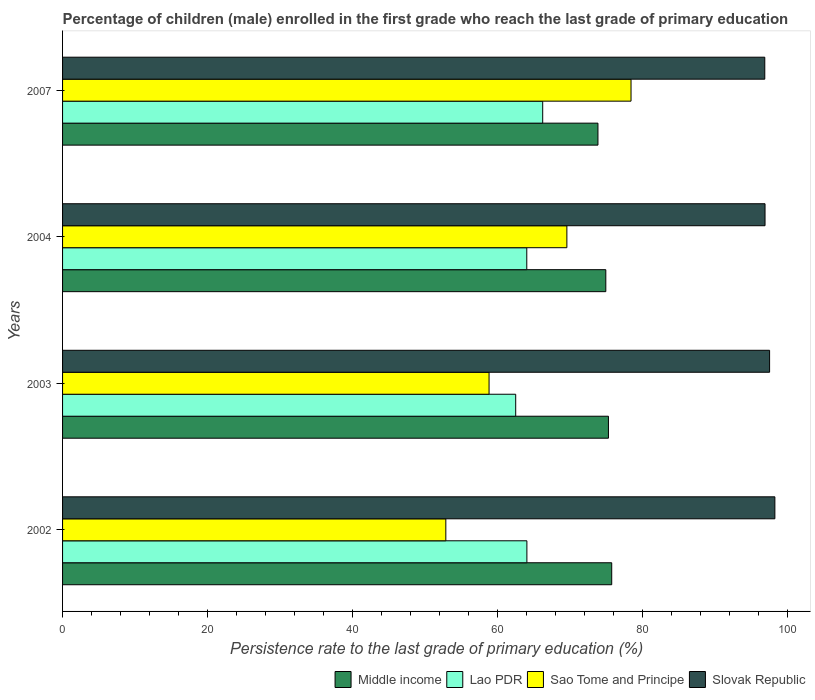 Percentage of children (male) enrolled in the first grade who reach the last grade of primary education
Years
2007
2004
2003
2002
0 20 40 60 80 100
Persistence rate to the last grade of primary education (%)
Middle income Lao PDR Sao Tome and Principe Slovak Republic